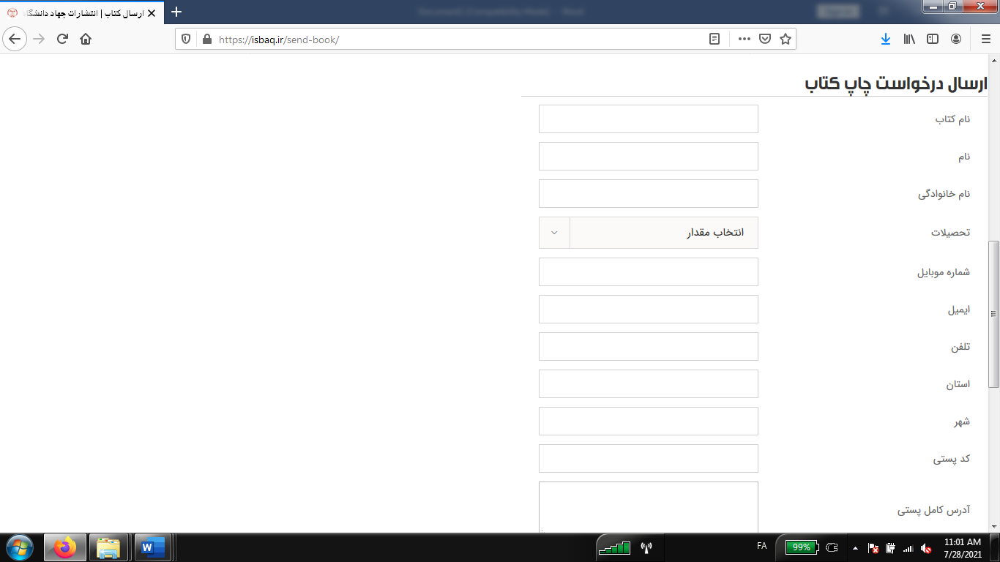 ارسال کتاب | انتشارات جهاد دانشگاه
https://isbaq.ir/send-book/
ارسال درخواست چاپ کتاب
نام کتاب
نام
نام خانوادگی
تحصیلات
انتخاب مقدار
شماره موبایل
ایمیل
تلفن
استان
شهر
کد پستی
آدرس کامل پستی
FA
99%
11:01 AM
7/28/2021